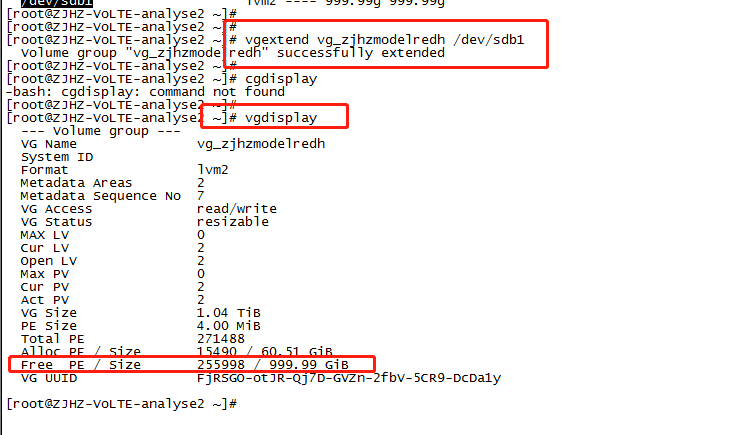 /dev/sdb1 lvm2 ---- 999.99g 999.99g
[root@ZJHZ-VoLTE-analyse2 ~]#
[root@ZJHZ-VoLTE-analyse2 ~]# vgextend vg_zjhzmodelredh /dev/sdb1
  Volume group "vg_zjhzmodelredh" successfully extended
[root@ZJHZ-VoLTE-analyse2 ~]#
[root@ZJHZ-VoLTE-analyse2 ~]# cgdisplay
-bash: cgdisplay: command not found
[root@ZJHZ-VoLTE-analyse2 ~]#
[root@ZJHZ-VoLTE-analyse2 ~]# vgdisplay
  --- Volume group ---
  VG Name               vg_zjhzmodelredh
  System ID
  Format                lvm2
  Metadata Areas        2
  Metadata Sequence No  7
  VG Access             read/write
  VG Status             resizable
  MAX LV                0
  Cur LV                2
  Open LV               2
  Max PV                0
  Cur PV                2
  Act PV                2
  VG Size               1.04 TiB
  PE Size               4.00 MiB
  Total PE              271488
  Alloc PE / Size       15490 / 60.51 GiB
  Free  PE / Size       255998 / 999.99 GiB
  VG UUID               FjRSGO-otJR-Qj7D-GVZn-2fbV-5CR9-DcDa1y
[root@ZJHZ-VoLTE-analyse2 ~]#